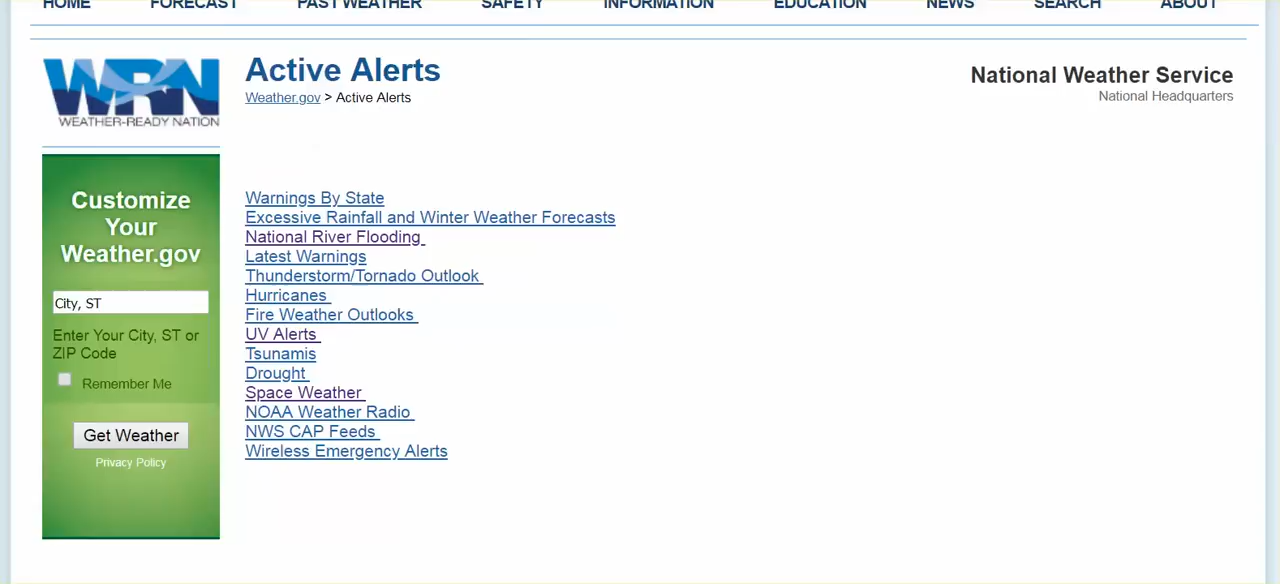 HOME FORECAST PAST WEATHER SAFETY INFORMATION EDUCATION NEWS SEARCH ABOUT
WRN
WEATHER-READY NATION
Active Alerts
Weather.gov > Active Alerts
National Weather Service
National Headquarters
Customize
Your
Weather.gov
City, ST
Enter Your City, ST or
ZIP Code
Remember Me
Get Weather
Privacy Policy
Warnings By State
Excessive Rainfall and Winter Weather Forecasts
National River Flooding
Latest Warnings
Thunderstorm/Tornado Outlook
Hurricanes
Fire Weather Outlooks
UV Alerts
Tsunamis
Drought
Space Weather
NOAA Weather Radio
NWS CAP Feeds
Wireless Emergency Alerts